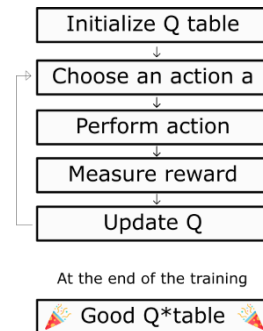 Initialize Q table
Choose an action a
Perform action
Measure reward
Update Q
At the end of the training
Good Q*table